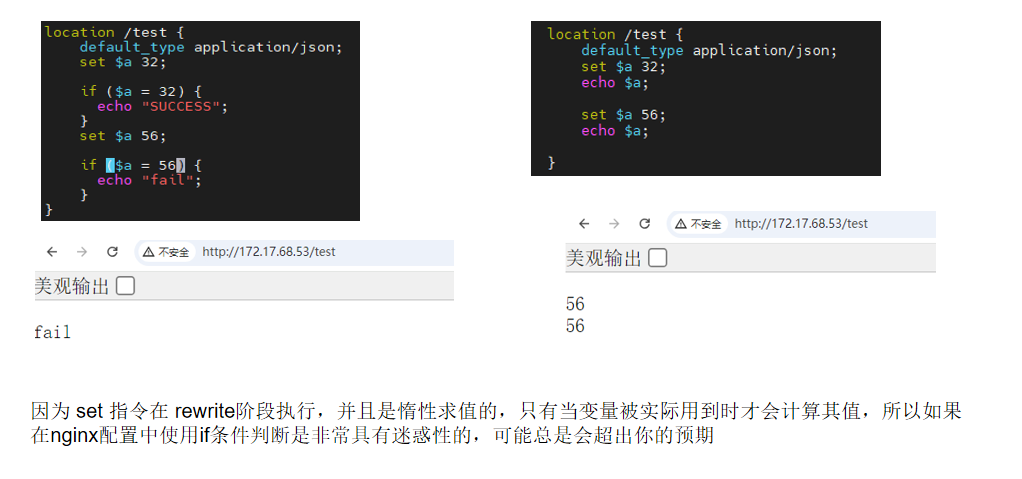 location /test {
default_type application/json;
set $a 32;
if ($a = 32) {
echo "SUCCESS";
}
set $a 56;
if ($a = 56) {
echo "fail";
}
}
不安全 http://172.17.68.53/test
美观输出
fail
location /test {
default_type application/json;
set $a 32;
echo $a;
set $a 56;
echo $a;
}
不安全 http://172.17.68.53/test
美观输出
56
56
因为 set 指令在 rewrite阶段执行，并且是惰性求值的，只有当变量被实际用到时才会计算其值，所以如果
在nginx配置中使用if条件判断是非常具有迷惑性的，可能总是会超出你的预期